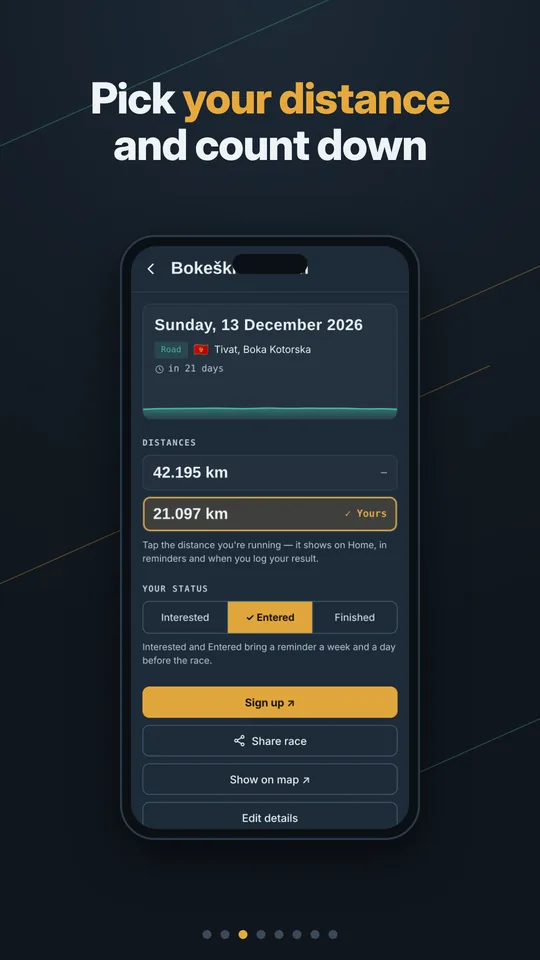 Pick your distance
and count down
Bokešk
Sunday, 13 December 2026
Road
Tivat, Boka Kotorska
in 21 days
DISTANCES
42.195 km
–
21.097 km
✓ Yours
Tap the distance you're running — it shows on Home, in
reminders and when you log your result.
YOUR STATUS
Interested
✓ Entered
Finished
Interested and Entered bring a reminder a week and a day
before the race.
Sign up ↗
Share race
Show on map ↗
Edit details